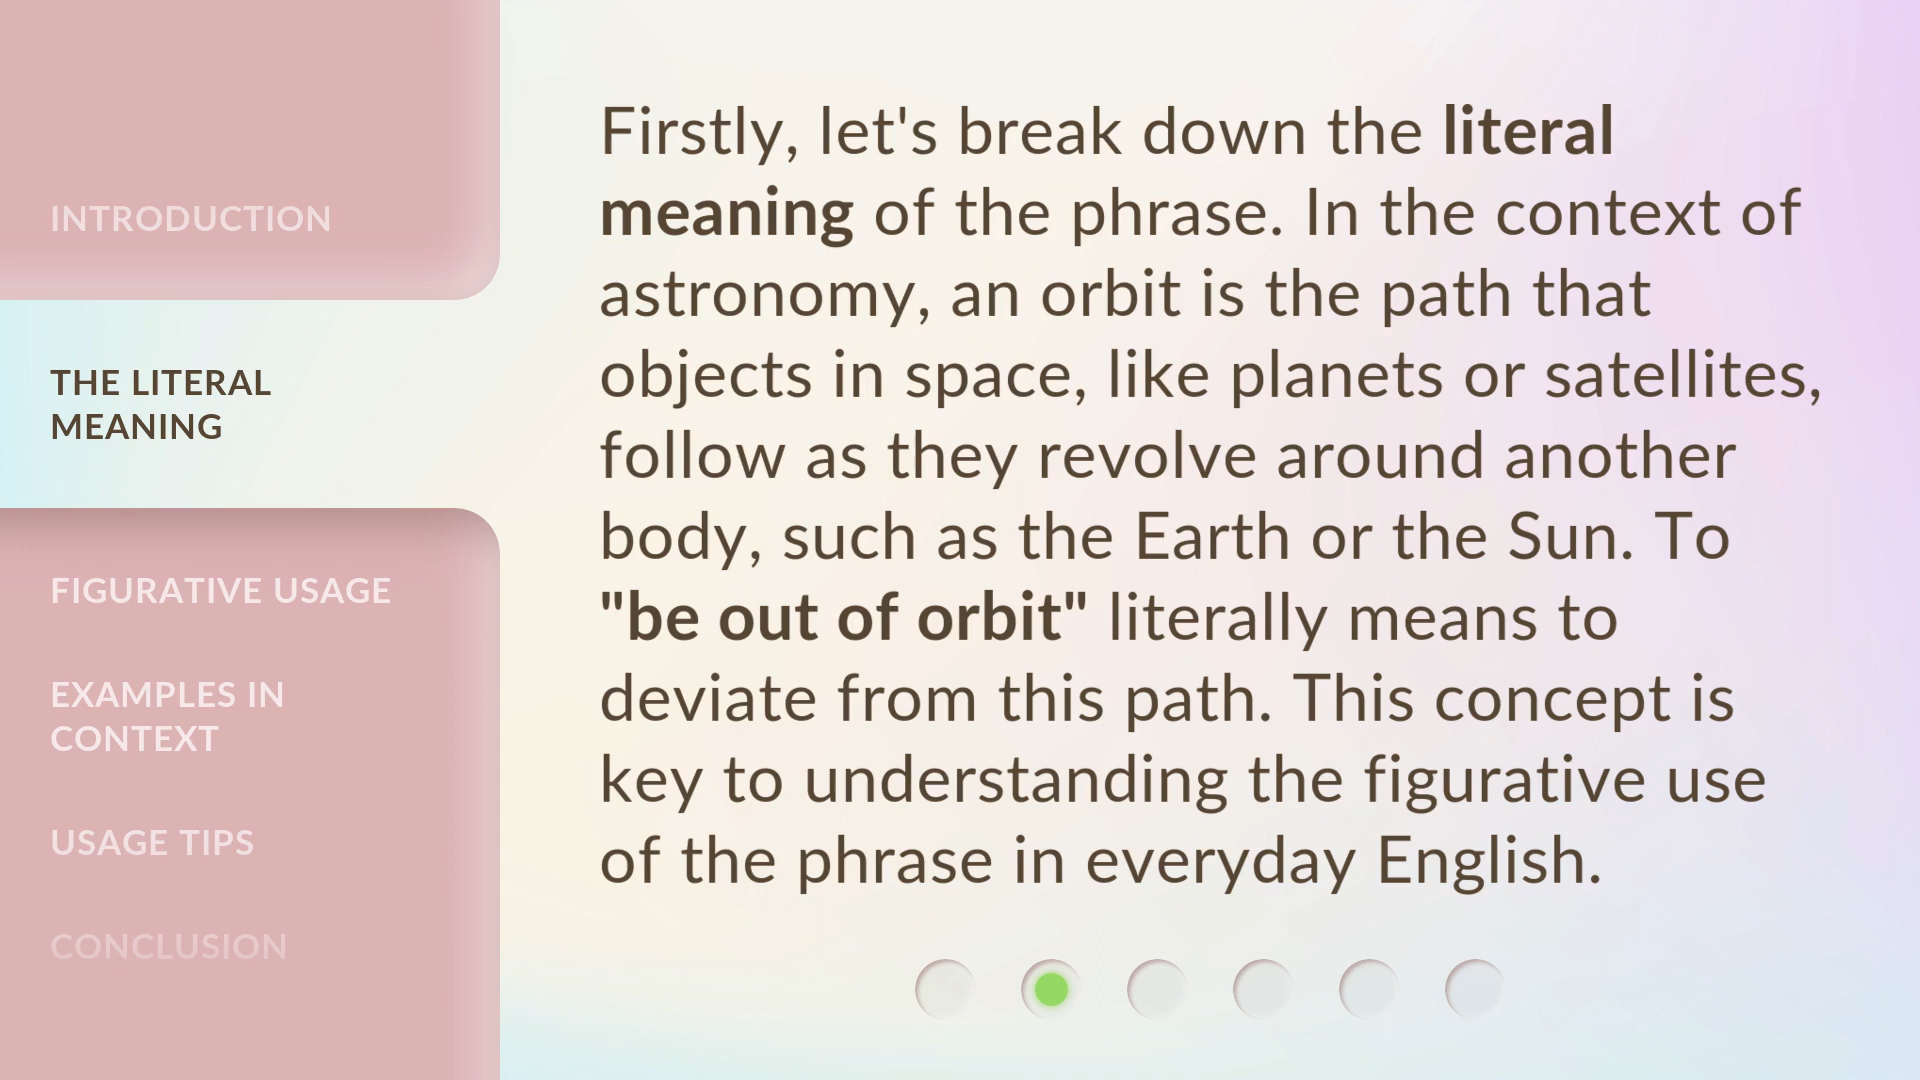 INTRODUCTION
THE LITERAL
MEANING
FIGURATIVE USAGE
EXAMPLES IN
CONTEXT
USAGE TIPS
CONCLUSION
Firstly, let's break down the literal
meaning of the phrase. In the context of
astronomy, an orbit is the path that
objects in space, like planets or satellites,
follow as they revolve around another
body, such as the Earth or the Sun. To
"be out of orbit" literally means to
deviate from this path. This concept is
key to understanding the figurative use
of the phrase in everyday English.